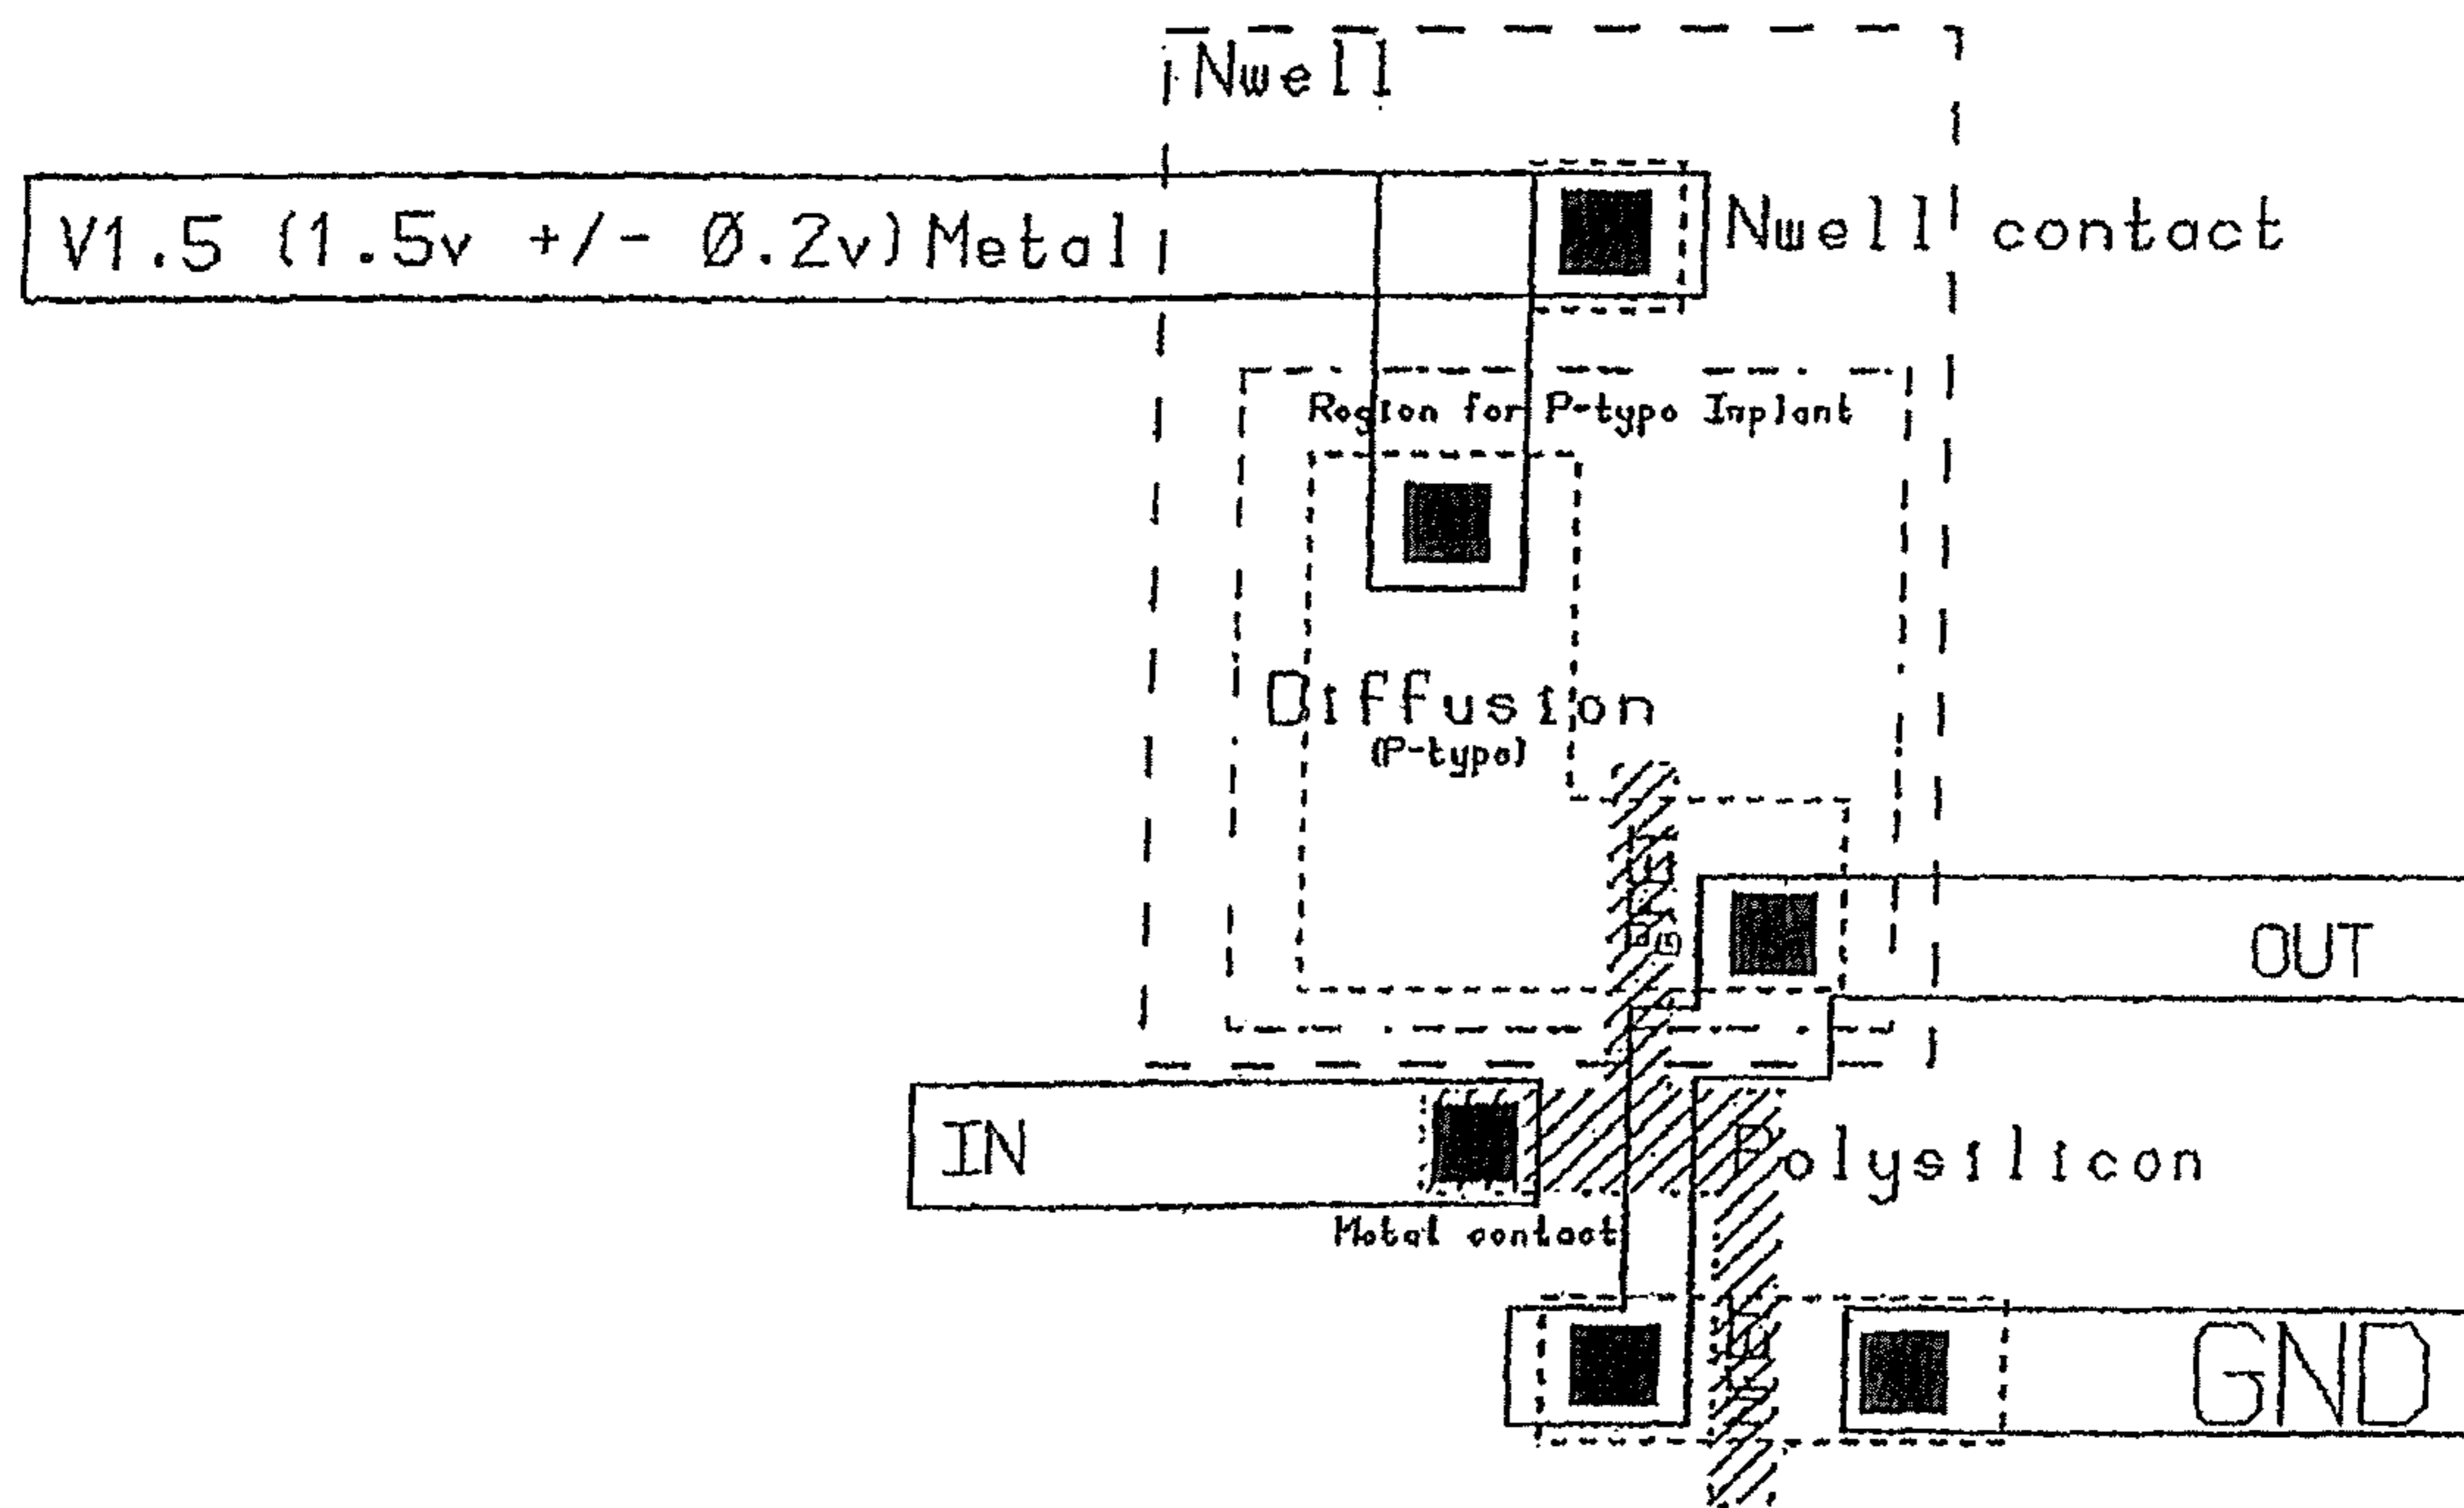 Nwell
V1.5 (1.5v +/- 0.2v) Metal
Nwell contact
Region for P-type Implant
Diffusion
(P-type)
OUT
IN
Polysilicon
Metal contact
GND